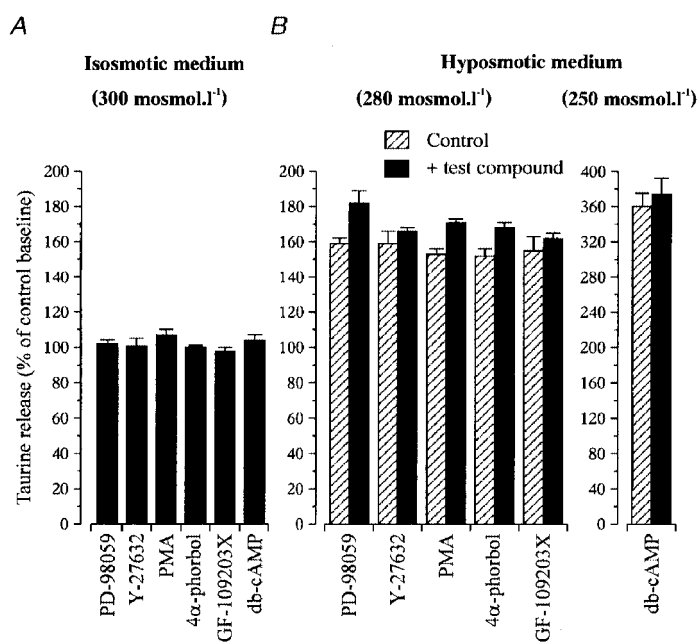 A
B
Isosmotic medium
(300 mosmol.l⁻¹)
Hyposmotic medium
(280 mosmol.l⁻¹)
(250 mosmol.l⁻¹)
Control
+ test compound
Taurine release (% of control baseline)
200
180
160
140
120
100
80
60
40
20
0
PD-98059
Y-27632
PMA
4α-phorbol
GF-109203X
db-cAMP
200
180
160
140
120
100
80
60
40
20
0
PD-98059
Y-27632
PMA
4α-phorbol
GF-109203X
400
360
320
280
240
200
160
120
80
40
0
db-cAMP